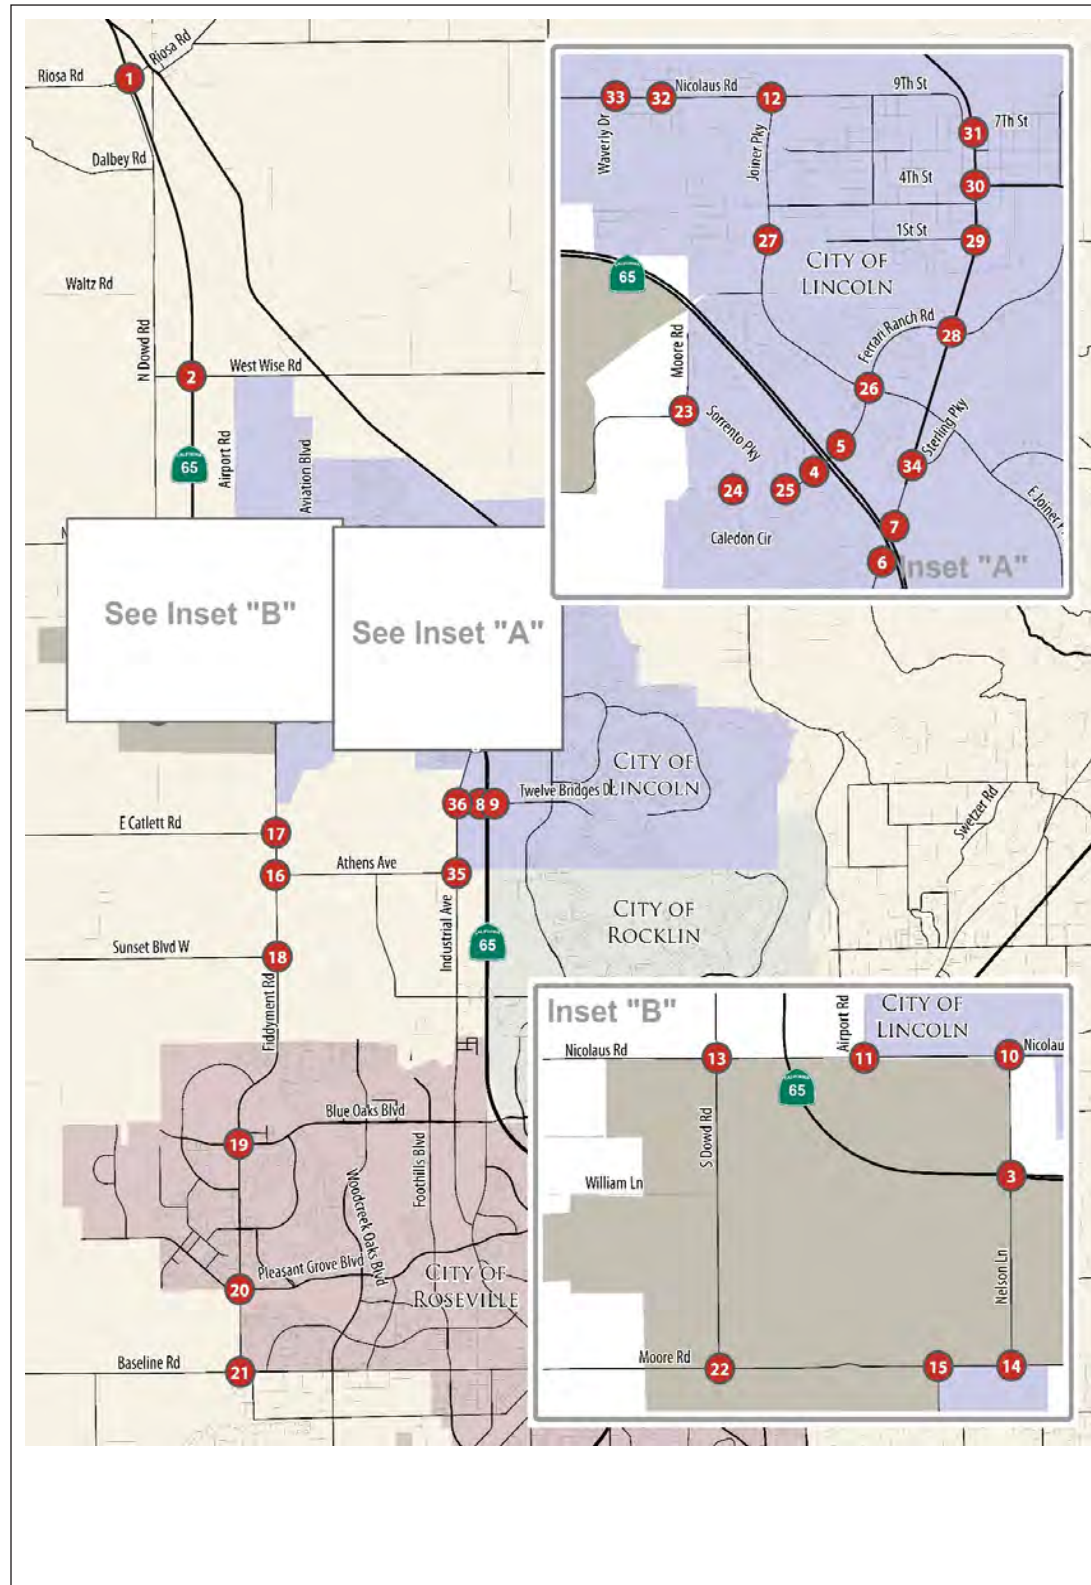 Riosa Rd
Riosa Rd
1
Dalbey Rd
Waltz Rd
N Dowd Rd
2
West Wise Rd
CALIFORNIA
65
Airport Rd
Aviation Blvd
N
See Inset "B"
See Inset "A"
33
32
Nicolaus Rd
12
9Th St
Waverly Dr
Joiner Pky
31
7Th St
4Th St
30
27
1St St
29
CITY OF
LINCOLN
CALIFORNIA
65
Moore Rd
Ferrari Ranch Rd
28
26
23
Sorrento Pky
5
Sterling Pky
4
34
24
25
E Joiner P
Caledon Cir
7
6
Inset "A"
CITY OF
LINCOLN
36
8
9
Twelve Bridges D
E Catlett Rd
17
16
Athens Ave
35
Industrial Ave
CITY OF
ROCKLIN
Swetzer Rd
Sunset Blvd W
18
CALIFORNIA
65
Fiddyment Rd
Blue Oaks Blvd
19
Foothills Blvd
Woodcreek Oaks Blvd
Pleasant Grove Blvd
20
CITY OF
ROSEVILLE
Baseline Rd
21
Inset "B"
Airport Rd
CITY OF
LINCOLN
Nicolaus Rd
13
11
10
Nicolau
CALIFORNIA
65
S Dowd Rd
William Ln
3
Nelson Ln
Moore Rd
22
15
14